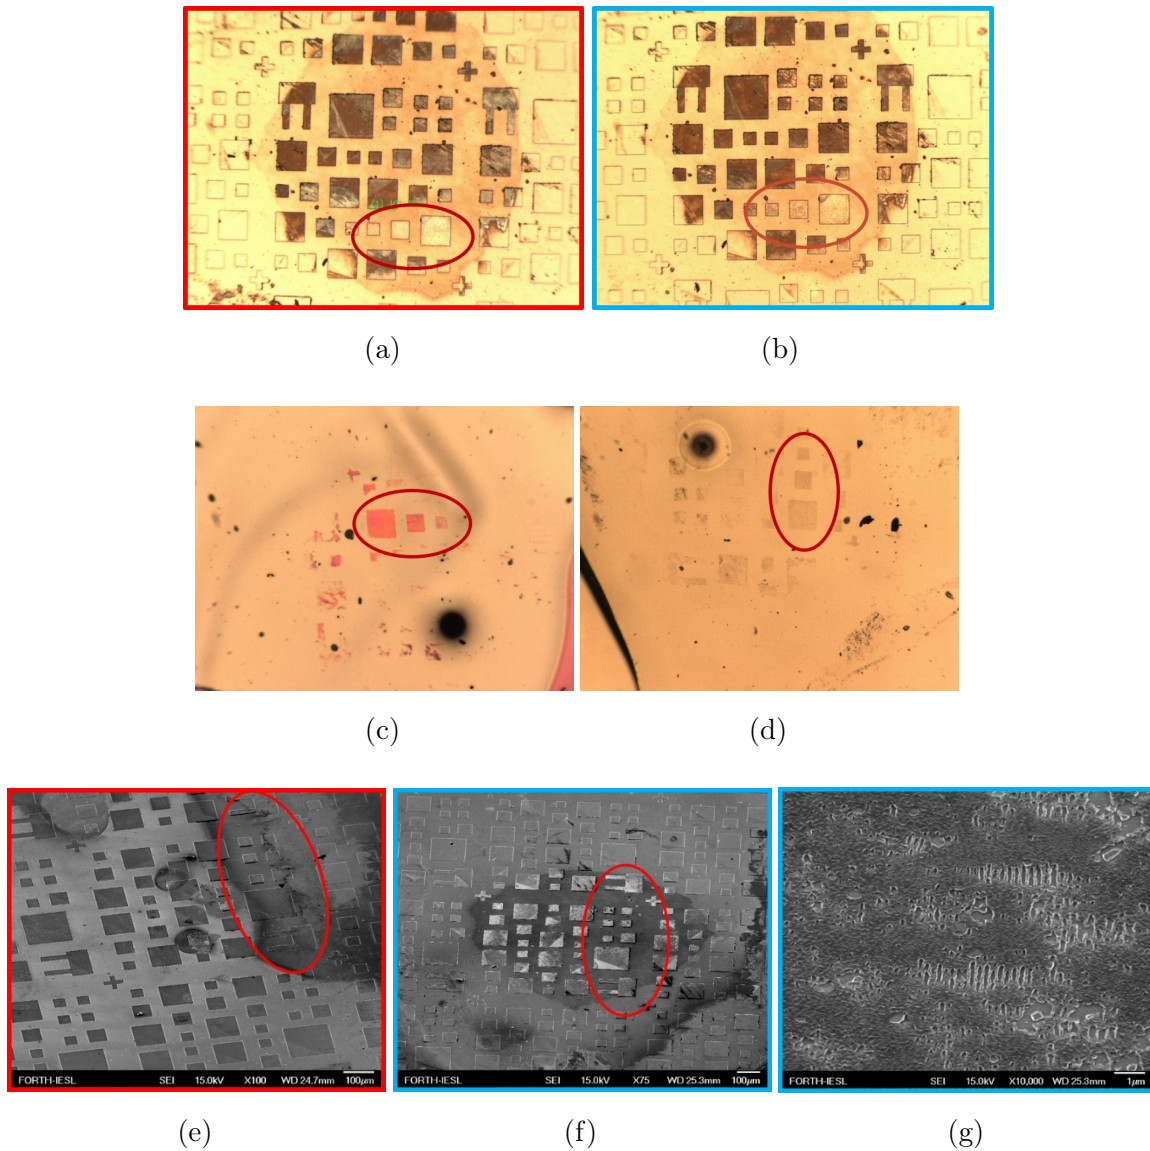 (a)
(b)
(c)
(d)
FORTH-IESL SEI 15.0kV X100 WD 24.7mm 100µm
FORTH-IESL SEI 15.0kV X75 WD 25.3mm 100µm
FORTH-IESL SEI 15.0kV X10,000 WD 25.3mm 1µm
(e)
(f)
(g)